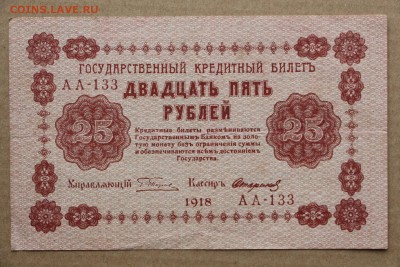 COINS.LAVE.RU
ГОСУДАРСТВЕННЫЙ КРЕДИТНЫЙ БИЛЕТЪ
АА-133
ДВАДЦАТЬ ПЯТЬ
РУБЛЕЙ
25 25
Кредитные билеты размѣниваются
Государственнымъ Банкомъ на золо-
тую монету безъ ограниченія суммы
и обезпечиваются всѣмъ достояніемъ
Государства.
Управляющій
Кассиръ
1918
АА-133